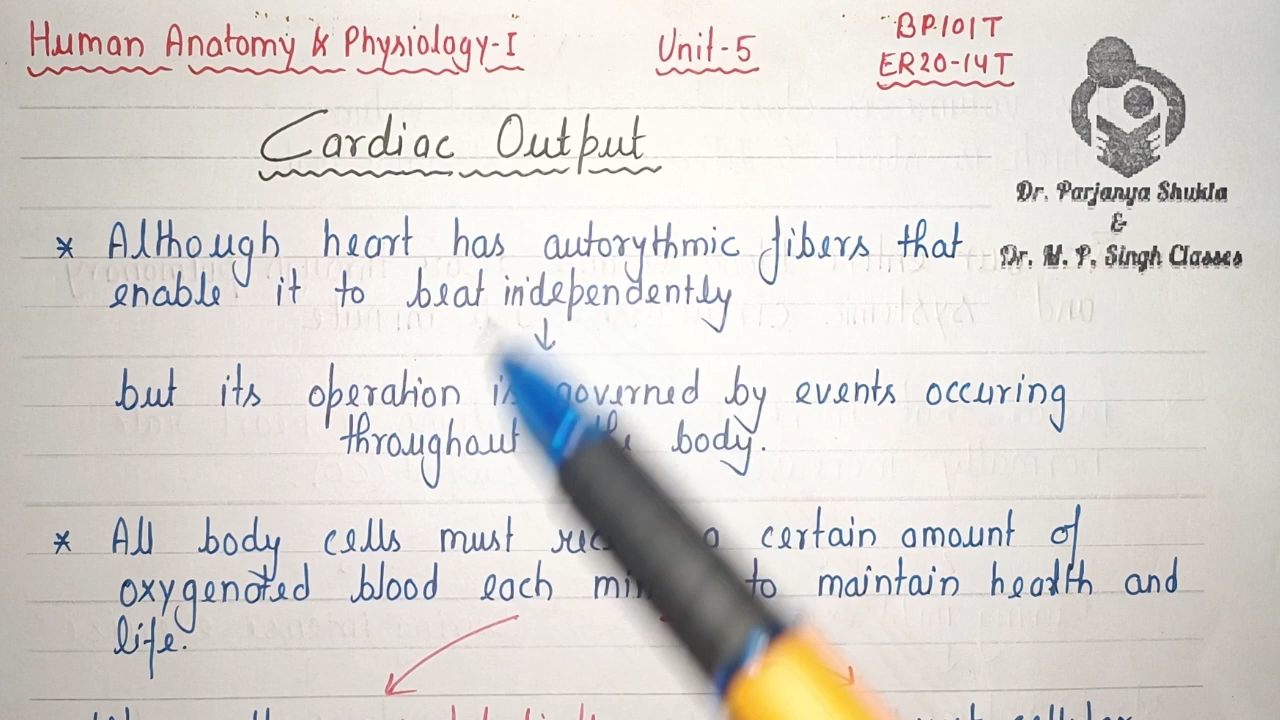 Human Anatomy & Physiology-I Unit-5 BP101T
ER20-14T
Cardiac Output
Dr. Parjanya Shukla
&
Dr. M. P. Singh Classes
* Although heart has autorythmic fibers that
enable it to beat independently
↓
but its operation is governed by events occuring
throughout the body.
* All body cells must a certain amount of
oxygenated blood each to maintain health and
life.